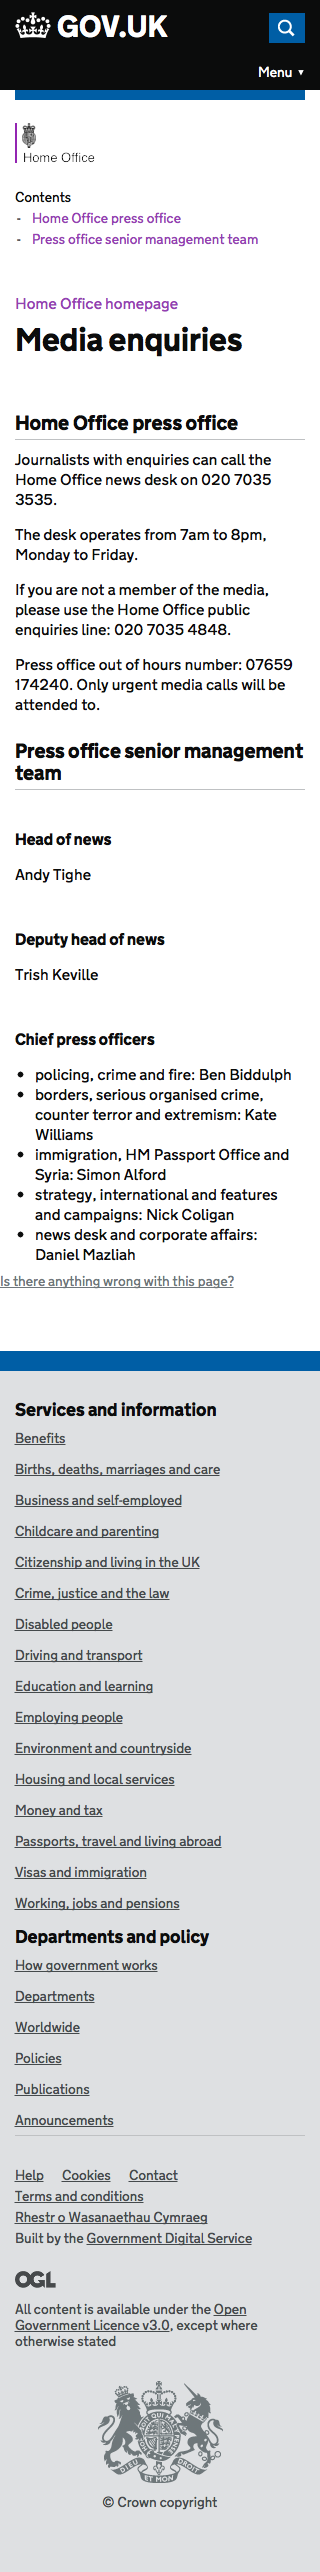 GOV.UK
Menu ▼
Home Office
Contents
- Home Office press office
- Press office senior management team
Home Office homepage
Media enquiries
Home Office press office
Journalists with enquiries can call the
Home Office news desk on 020 7035
3535.
The desk operates from 7am to 8pm,
Monday to Friday.
If you are not a member of the media,
please use the Home Office public
enquiries line: 020 7035 4848.
Press office out of hours number: 07659
174240. Only urgent media calls will be
attended to.
Press office senior management
team
Head of news
Andy Tighe
Deputy head of news
Trish Keville
Chief press officers
• policing, crime and fire: Ben Biddulph
• borders, serious organised crime,
counter terror and extremism: Kate
Williams
• immigration, HM Passport Office and
Syria: Simon Alford
• strategy, international and features
and campaigns: Nick Coligan
• news desk and corporate affairs:
Daniel Mazliah
Is there anything wrong with this page?
Services and information
Benefits
Births, deaths, marriages and care
Business and self-employed
Childcare and parenting
Citizenship and living in the UK
Crime, justice and the law
Disabled people
Driving and transport
Education and learning
Employing people
Environment and countryside
Housing and local services
Money and tax
Passports, travel and living abroad
Visas and immigration
Working, jobs and pensions
Departments and policy
How government works
Departments
Worldwide
Policies
Publications
Announcements
Help Cookies Contact
Terms and conditions
Rhestr o Wasanaethau Cymraeg
Built by the Government Digital Service
OGL
All content is available under the Open
Government Licence v3.0, except where
otherwise stated
DIEU ET MON DROIT
© Crown copyright